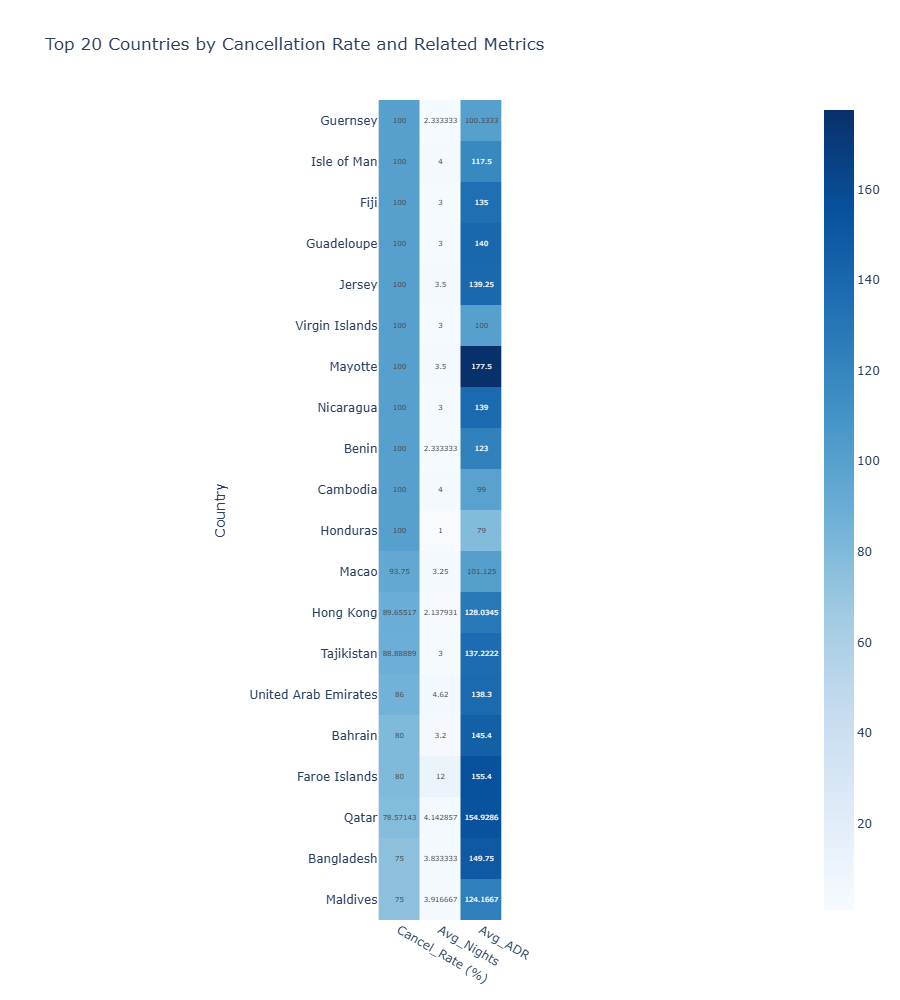 Top 20 Countries by Cancellation Rate and Related Metrics
Guernsey 100 2.333333 100.3333
Isle of Man 100 4 117.5
Fiji 100 3 135
Guadeloupe 100 3 140
Jersey 100 3.5 139.25
Virgin Islands 100 3 100
Mayotte 100 3.5 177.5
Nicaragua 100 3 139
Benin 100 2.333333 123
Cambodia 100 4 99
Honduras 100 1 79
Macao 93.75 3.25 101.125
Hong Kong 89.65517 2.137931 128.0345
Tajikistan 88.88889 3 137.2222
United Arab Emirates 86 4.62 138.3
Bahrain 80 3.2 145.4
Faroe Islands 80 12 155.4
Qatar 78.57143 4.142857 154.9286
Bangladesh 75 3.833333 149.75
Maldives 75 3.916667 124.1667
Country
Cancel_Rate (%)
Avg_Nights
Avg_ADR
160
140
120
100
80
60
40
20